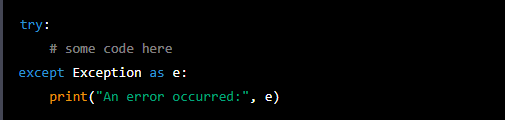 try:
    # some code here
except Exception as e:
    print("An error occurred:", e)